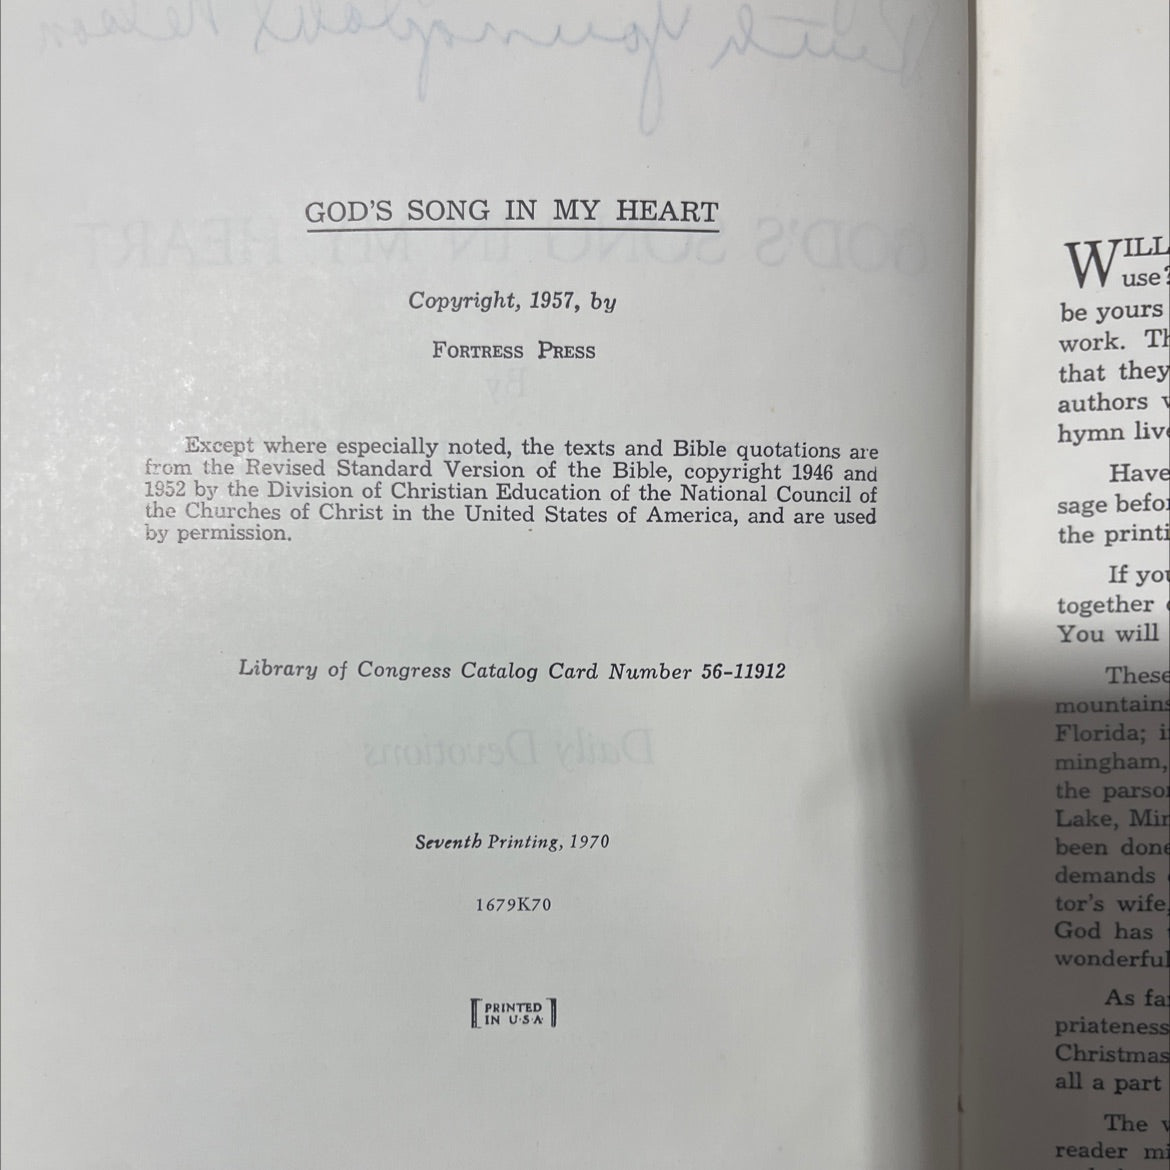 GOD'S SONG IN MY HEART
Copyright, 1957, by
FORTRESS PRESS
Except where especially noted, the texts and Bible quotations are
from the Revised Standard Version of the Bible, copyright 1946 and
1952 by the Division of Christian Education of the National Council of
the Churches of Christ in the United States of America, and are used
by permission.
Library of Congress Catalog Card Number 56-11912
Seventh Printing, 1970
1679K70
PRINTED
IN U·S·A·
WILL
use?
be yours
work.
that they
authors
hymn
Have
sage
the
If
together
You will
These
mountains
Florida;
mingham,
the
Lake,
been done
demands
tor's wife,
God has
wonderful
As
priateness
Christmas
all a part
The
reader